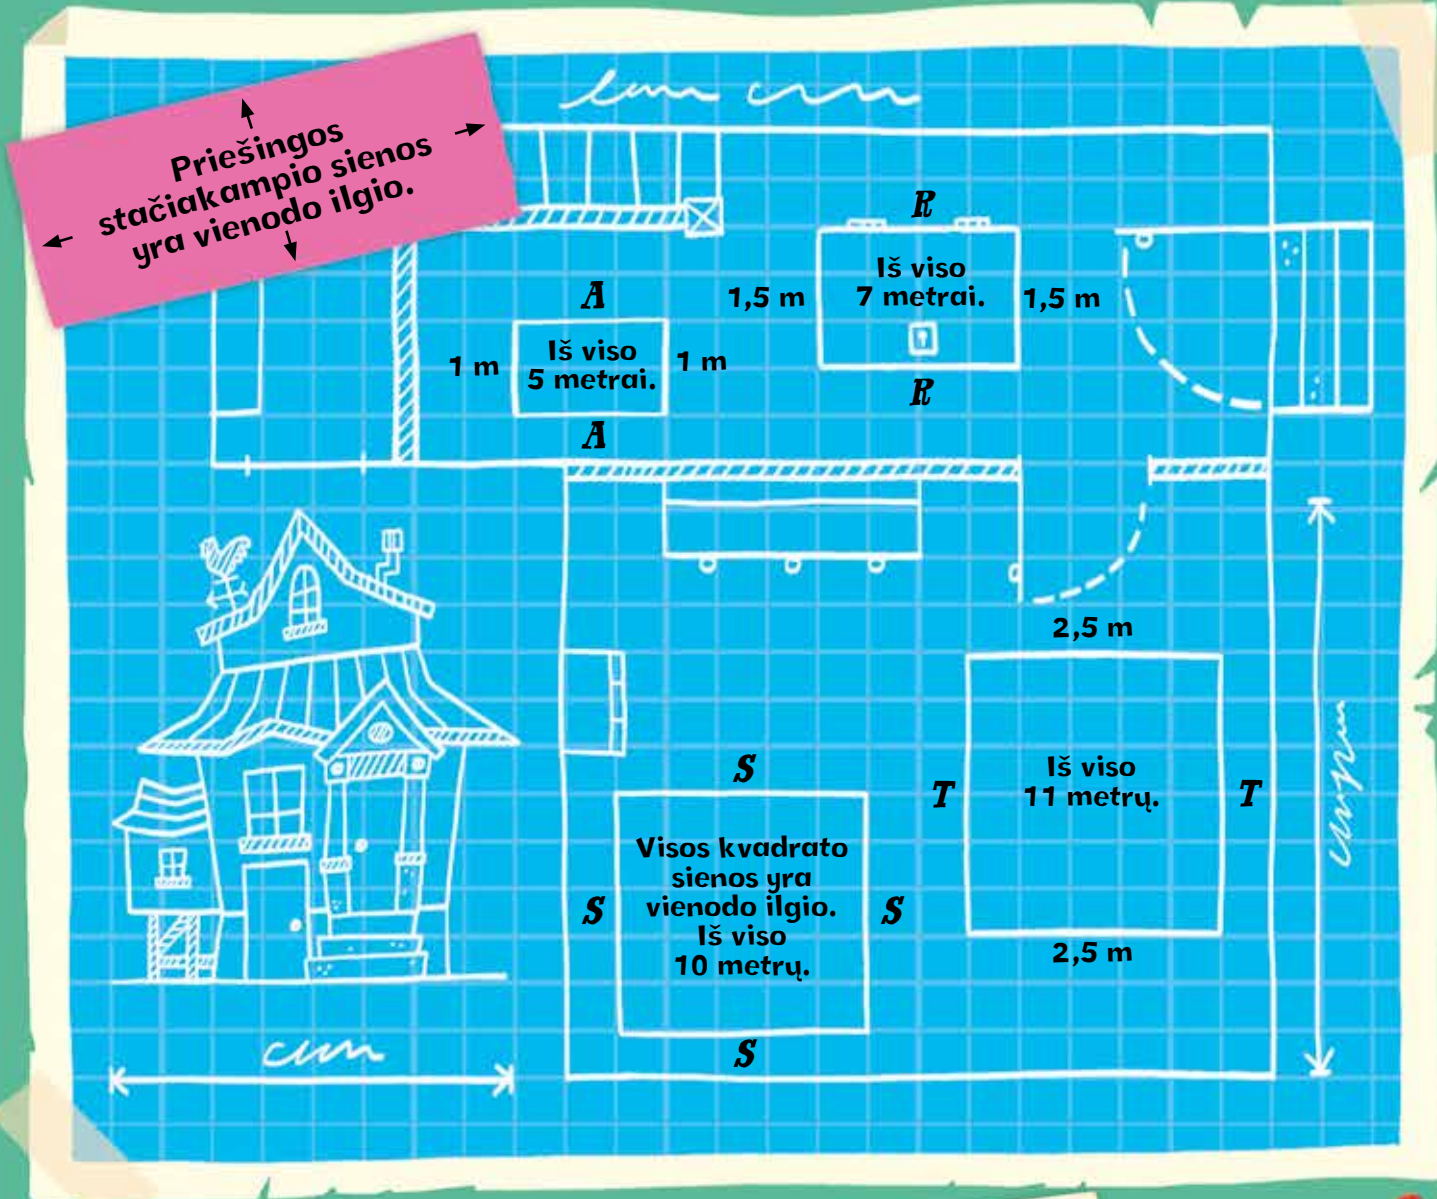 Priešingos
stačiakampio sienos
yra vienodo ilgio.
R
Iš viso
7 metrai.
1,5 m
1,5 m
R
A
Iš viso
5 metrai.
1 m
1 m
A
2,5 m
Iš viso
11 metrų.
T
T
2,5 m
S
Visos kvadrato
sienos yra
vienodo ilgio.
Iš viso
10 metrų.
S
S
S